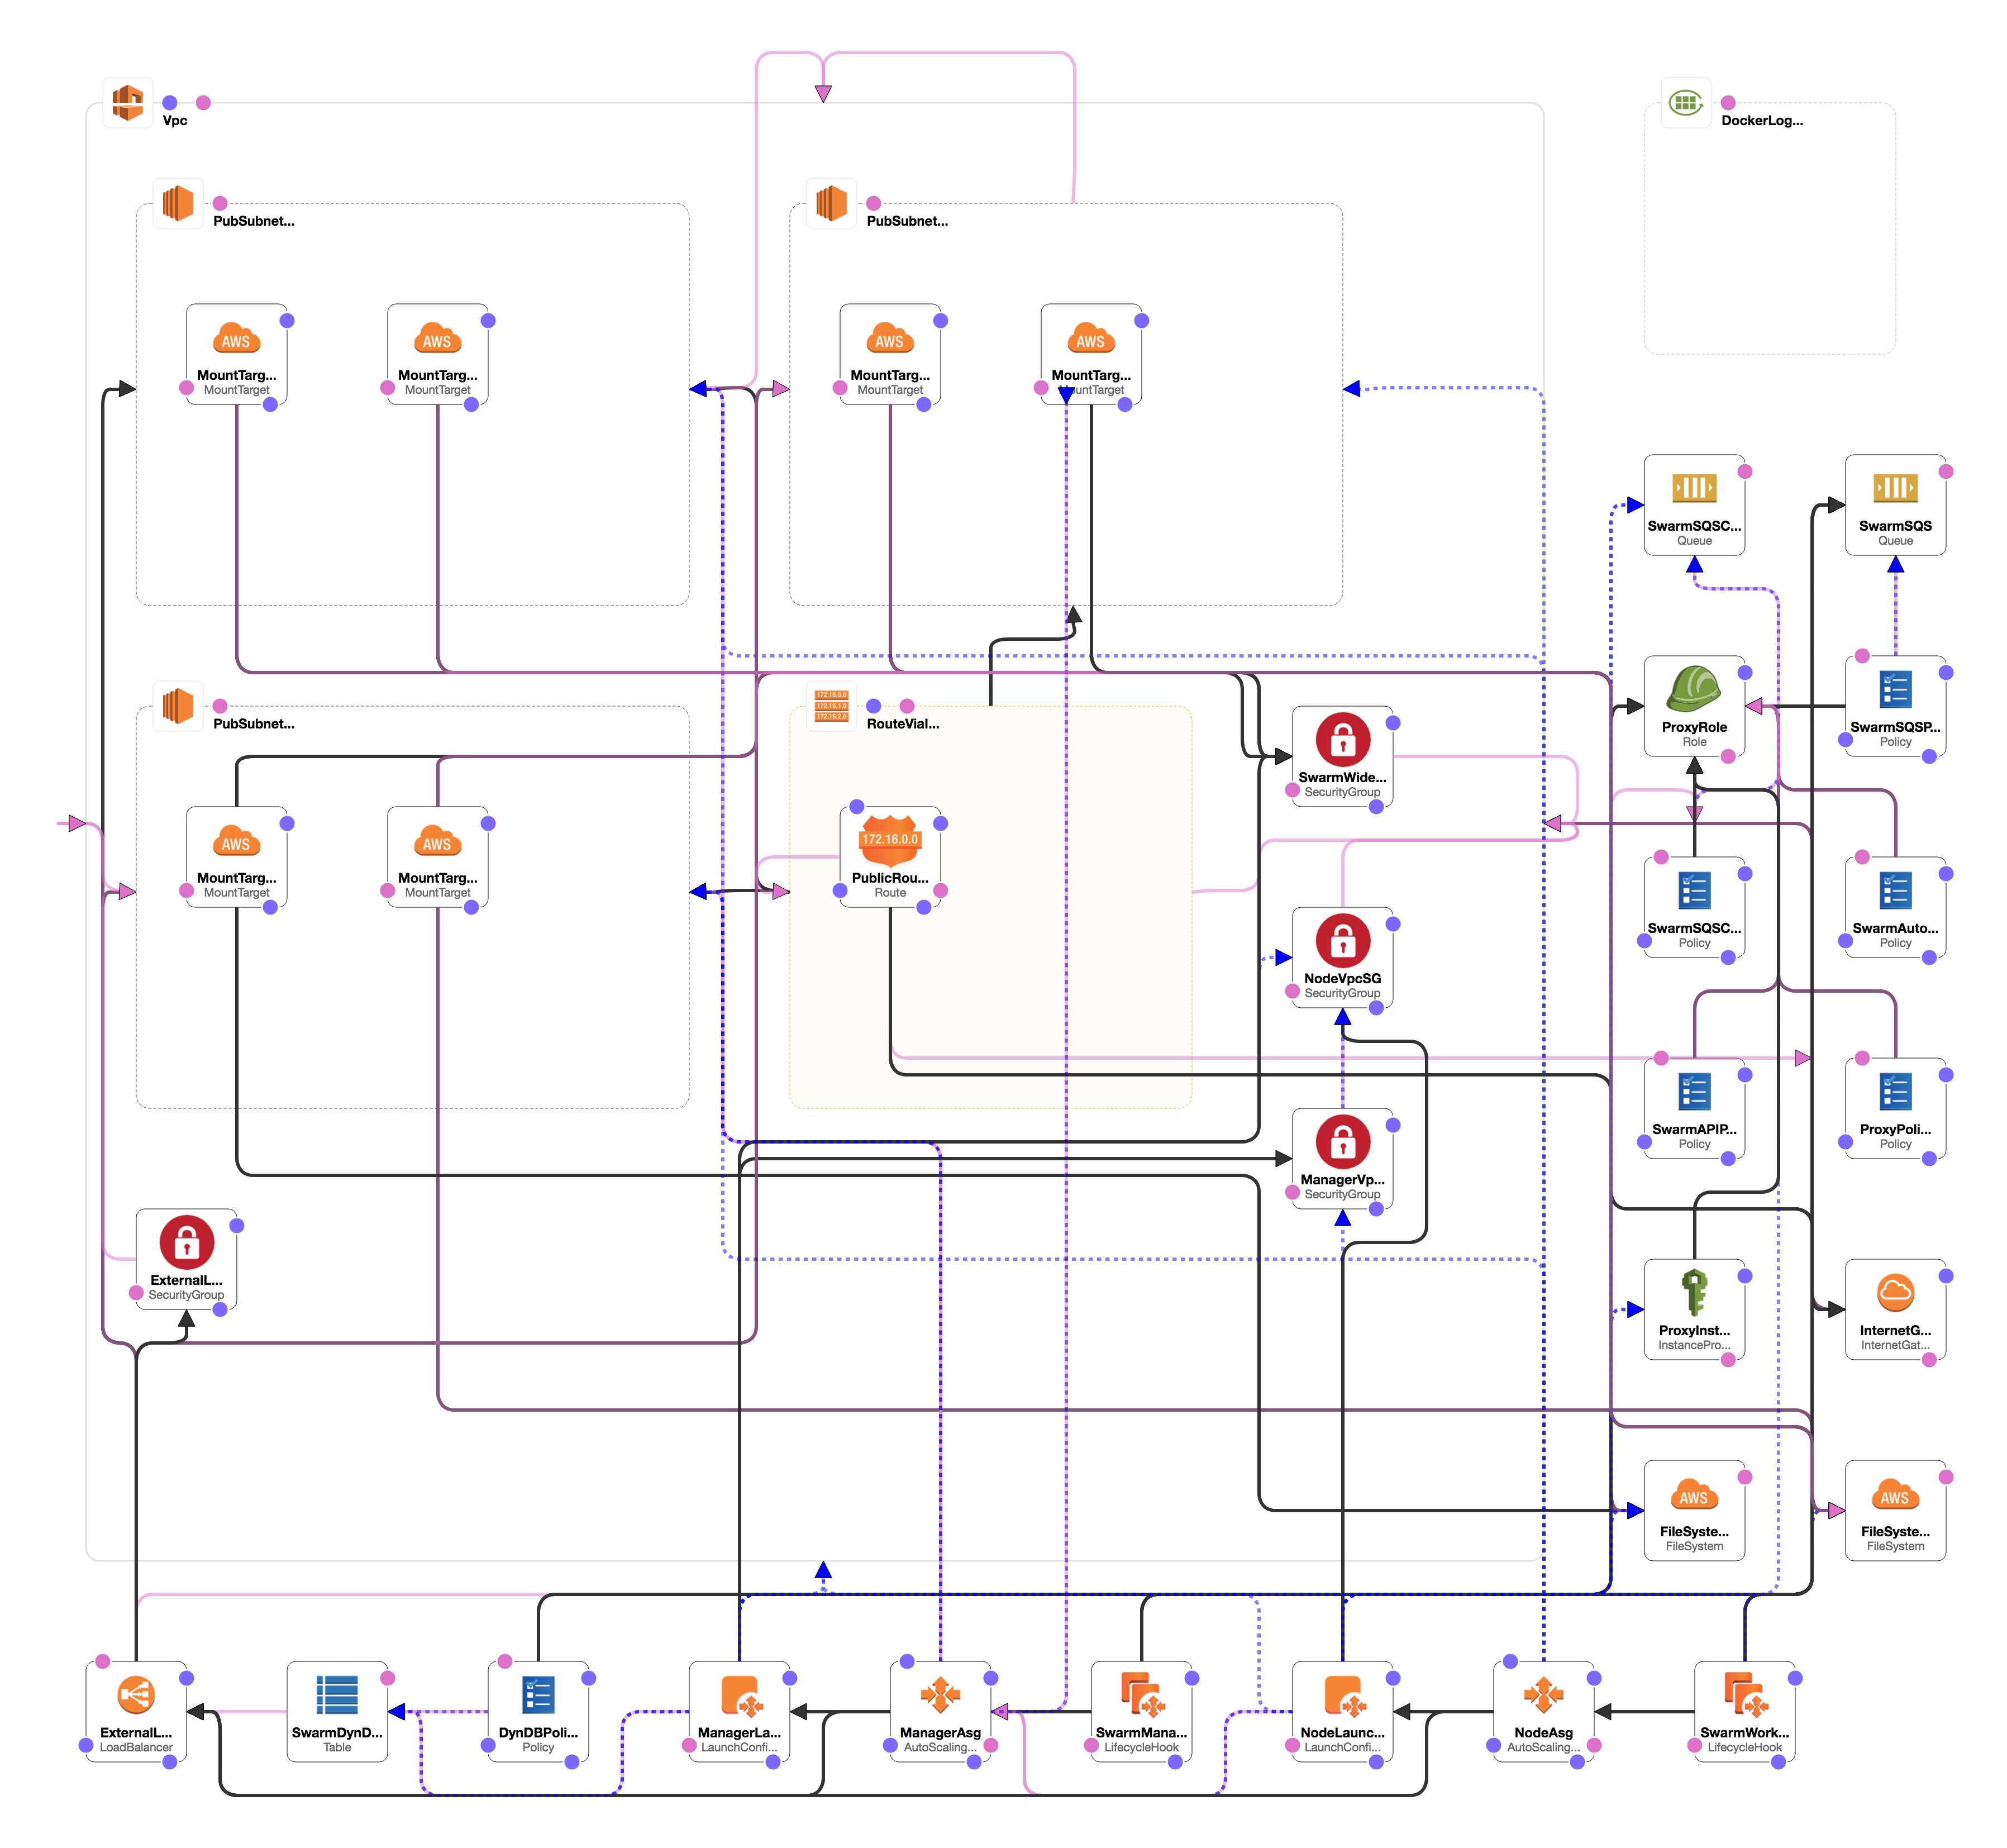 Vpc
DockerLog...
PubSubnet...
PubSubnet...
AWS
MountTarg...
MountTarget
AWS
MountTarg...
MountTarget
AWS
MountTarg...
MountTarget
AWS
MountTarg...
MountTarget
SwarmSQSC...
Queue
SwarmSQS
Queue
PubSubnet...
172.16.0.0
172.16.1.0
172.16.2.0
RouteVial...
SwarmWide...
SecurityGroup
ProxyRole
Role
SwarmSQSP...
Policy
AWS
MountTarg...
MountTarget
AWS
MountTarg...
MountTarget
172.16.0.0
PublicRou...
Route
NodeVpcSG
SecurityGroup
SwarmSQSC...
Policy
SwarmAuto...
Policy
ManagerVp...
SecurityGroup
SwarmAPIP...
Policy
ProxyPoli...
Policy
ExternalL...
SecurityGroup
ProxyInst...
InstancePro...
InternetG...
InternetGat...
AWS
FileSyste...
FileSystem
AWS
FileSyste...
FileSystem
ExternalL...
LoadBalancer
SwarmDynD...
Table
DynDBPoli...
Policy
ManagerLa...
LaunchConfi...
ManagerAsg
AutoScaling...
SwarmMana...
LifecycleHook
NodeLaunc...
LaunchConfi...
NodeAsg
AutoScaling...
SwarmWork...
LifecycleHook